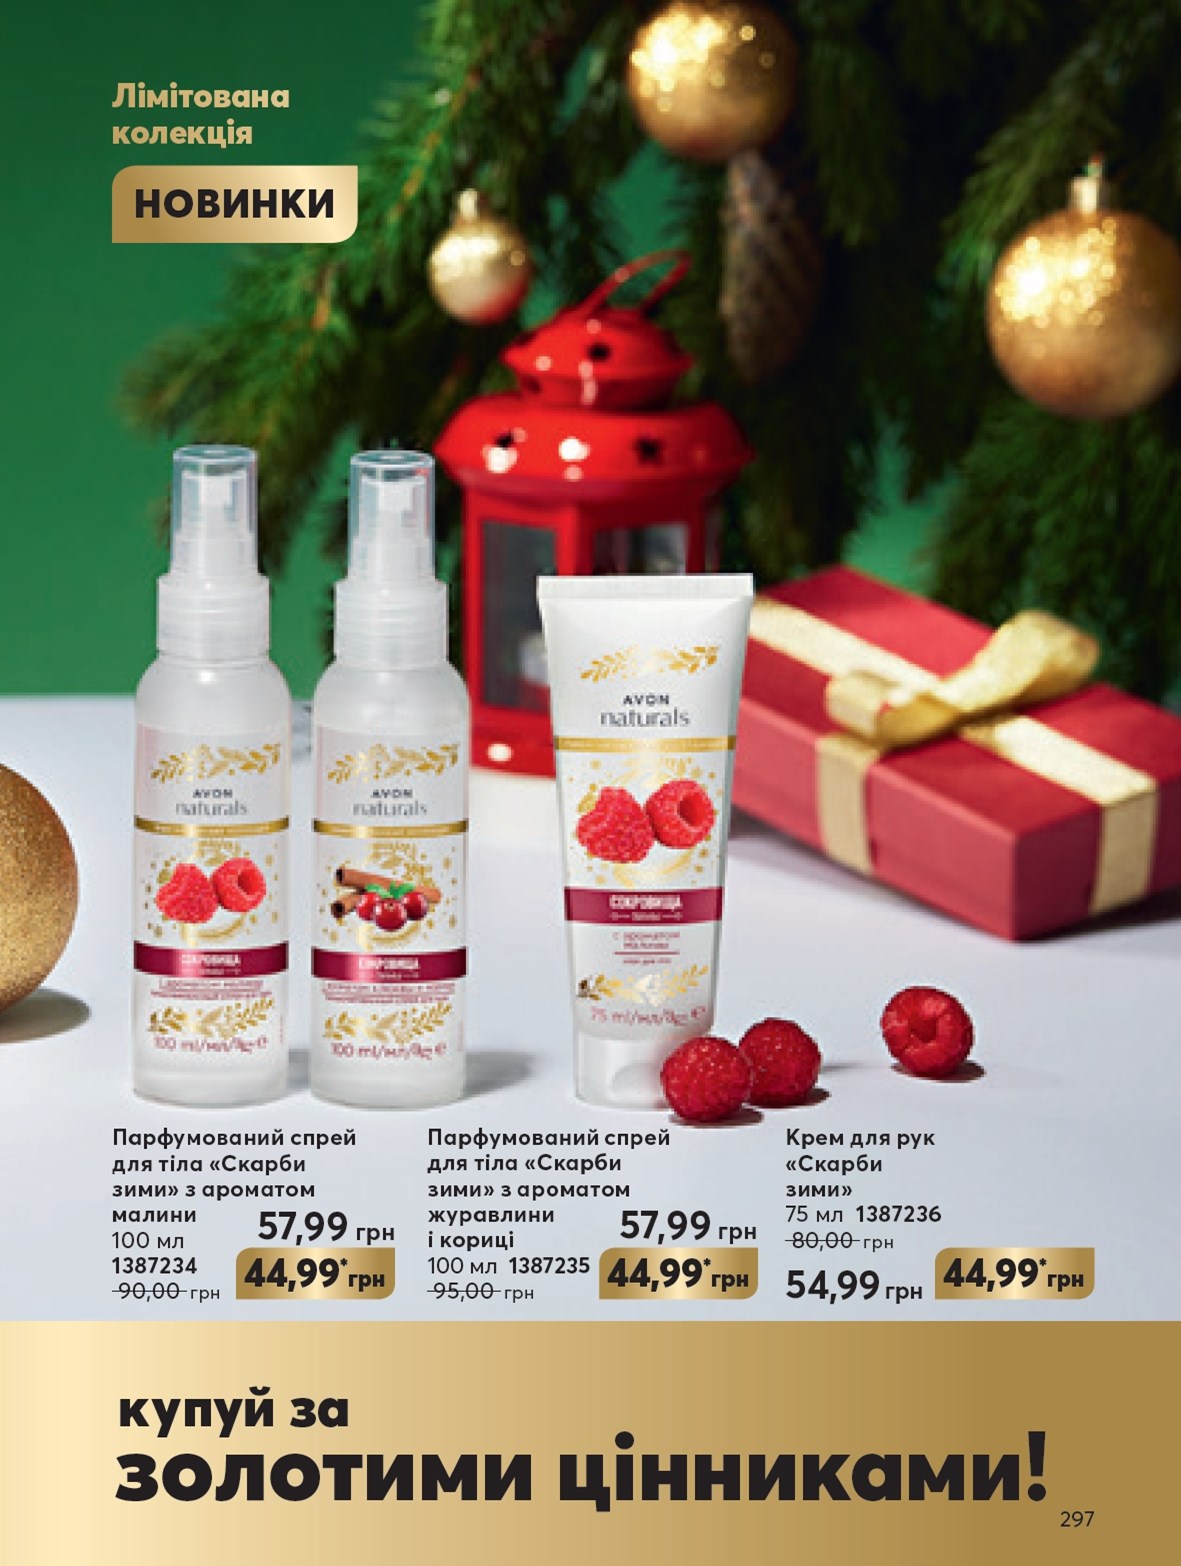 Лімітована
колекція
НОВИНКИ
AVON
naturals
СОКРОВИЩА
100 ml/мл/
AVON
naturals
СОКРОВИЩА
100 ml/мл/
AVON
naturals
СОКРОВИЩА
с ароматом
малины
75 ml/мл/
Парфумований спрей
для тіла «Скарби
зими» з ароматом
малини
100 мл
1387234
90,00 грн
57,99 грн
44,99* грн
Парфумований спрей
для тіла «Скарби
зими» з ароматом
журавлини
і кориці
100 мл 1387235
95,00 грн
57,99 грн
44,99* грн
Крем для рук
«Скарби
зими»
75 мл 1387236
80,00 грн
54,99 грн
44,99* грн
купуй за
золотими цінниками!
297